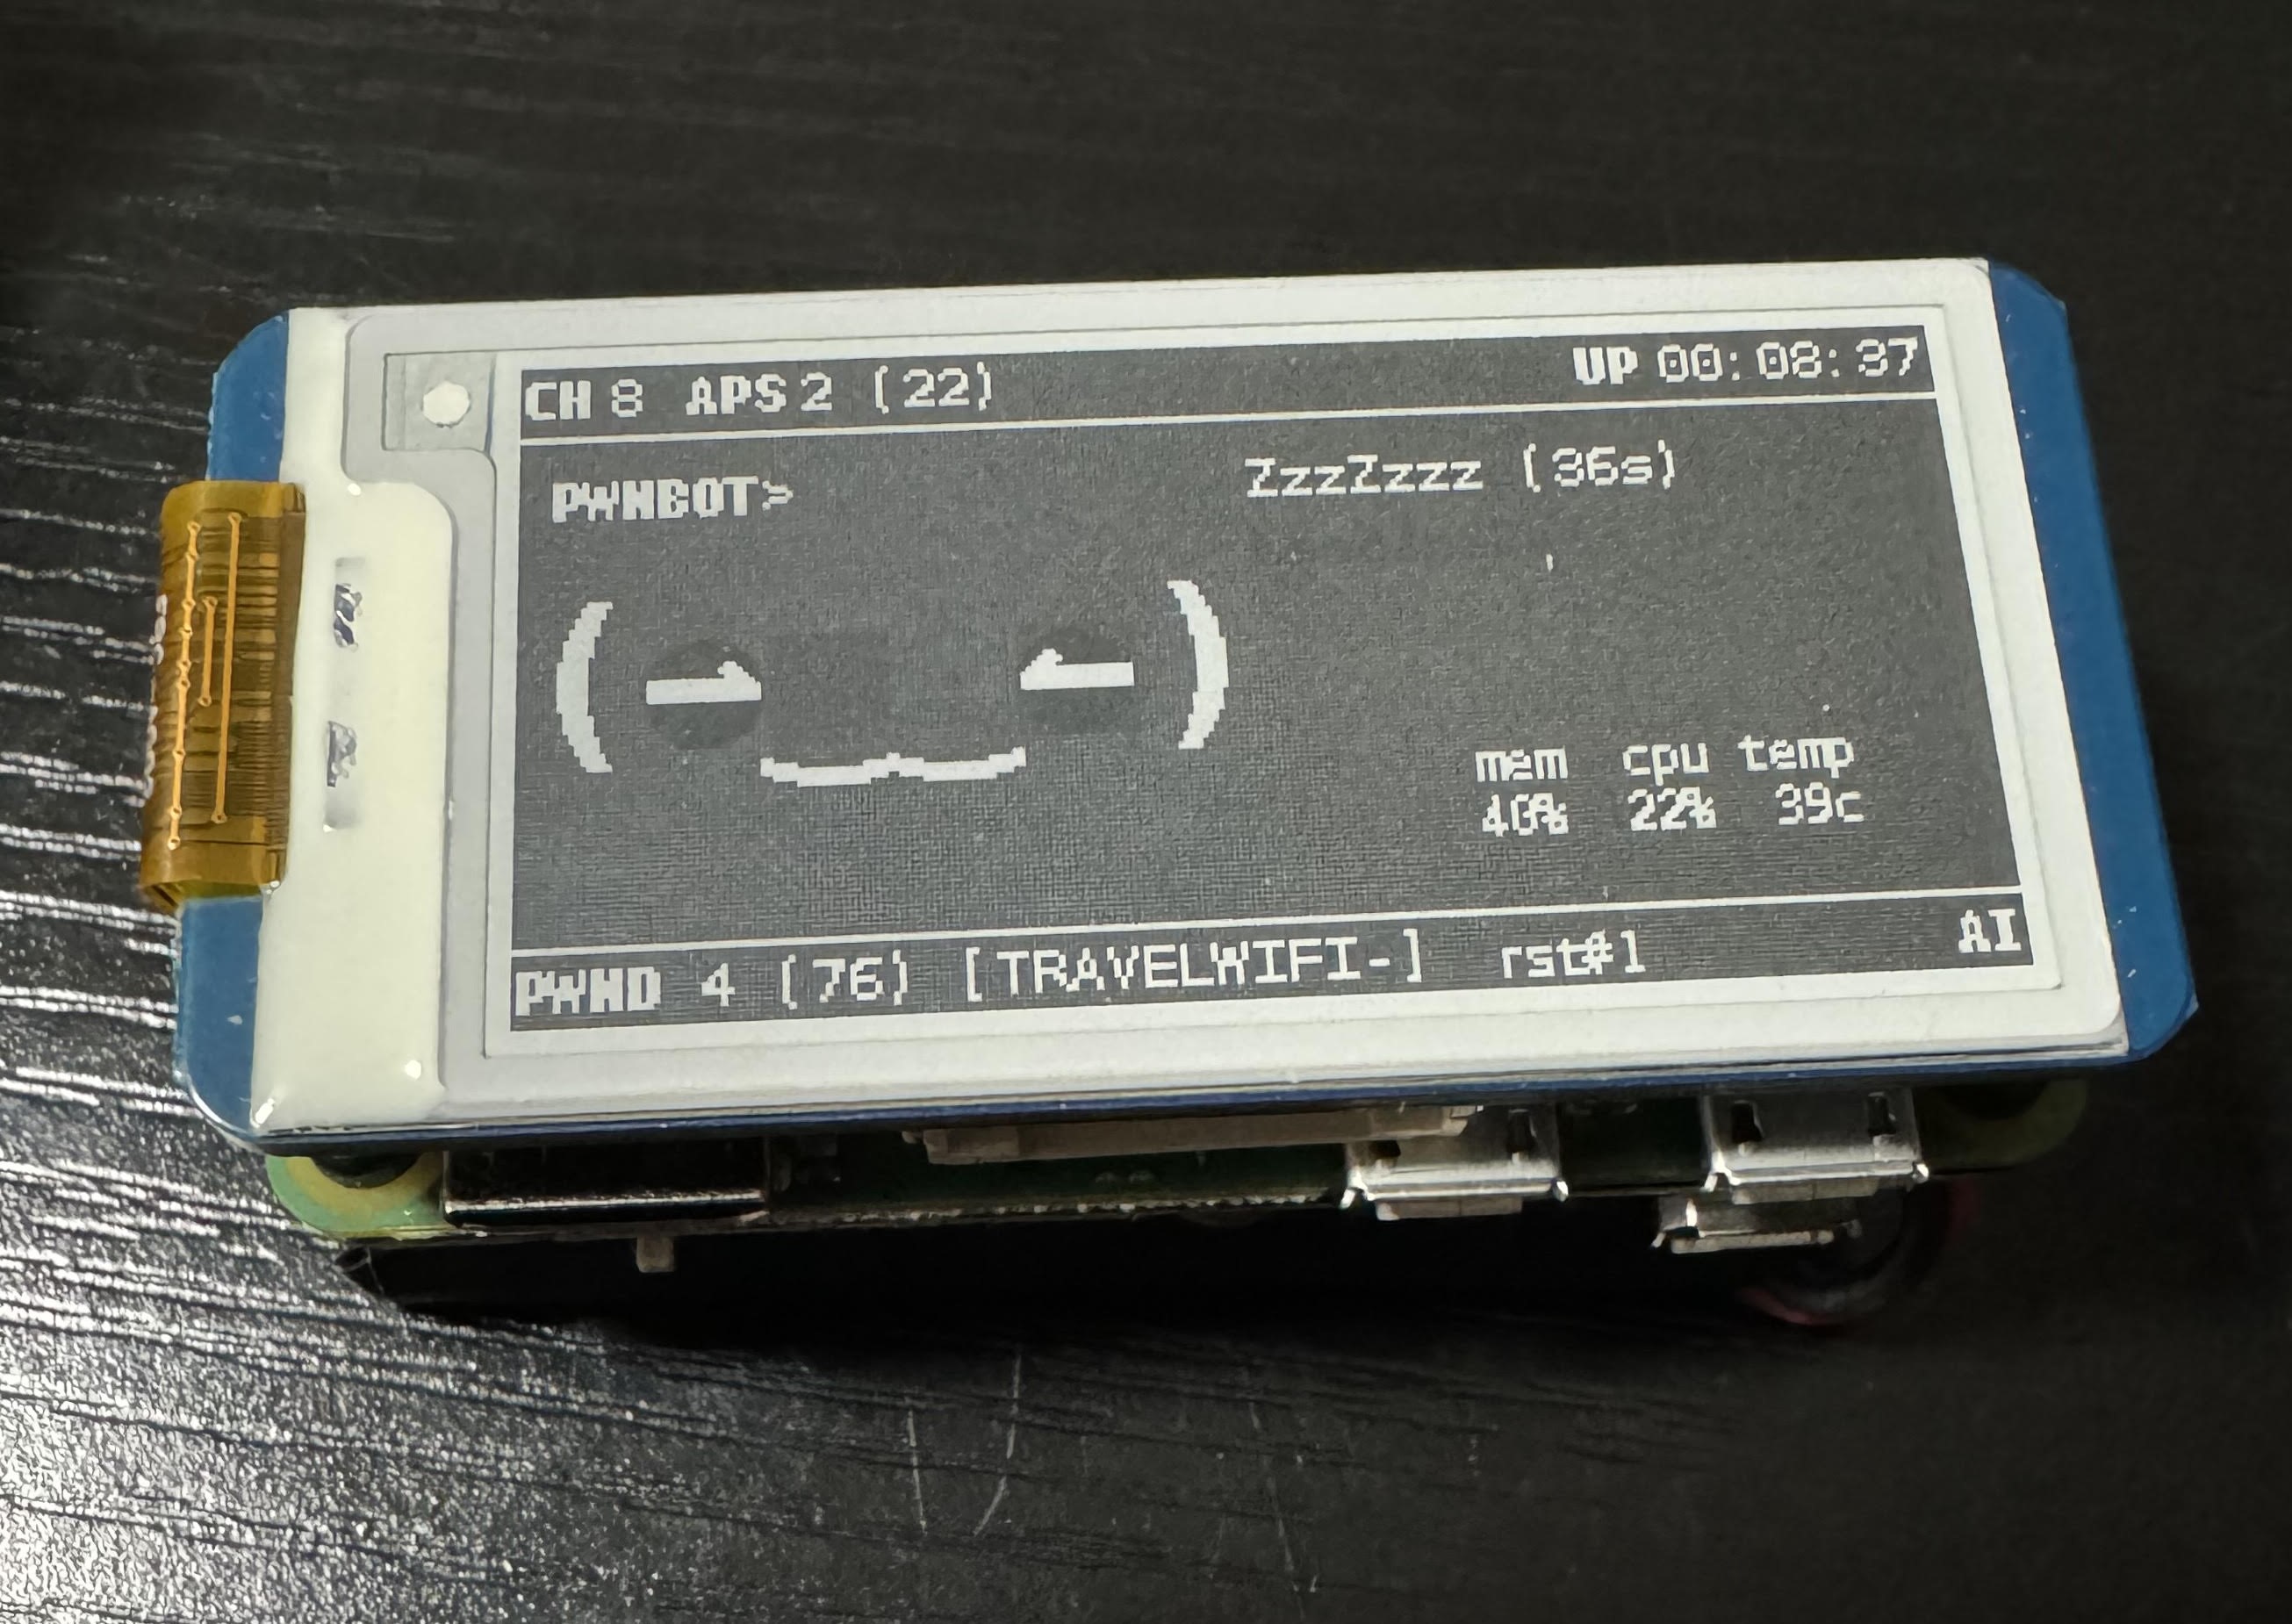 CH 8 APS 2 (22) UP 00:08:37
PWNBOT> ZzzZzzz (36s)
mem cpu temp
40% 22% 39c
PWND 4 (76) [TRAVELWIFI-] rst#1 AI